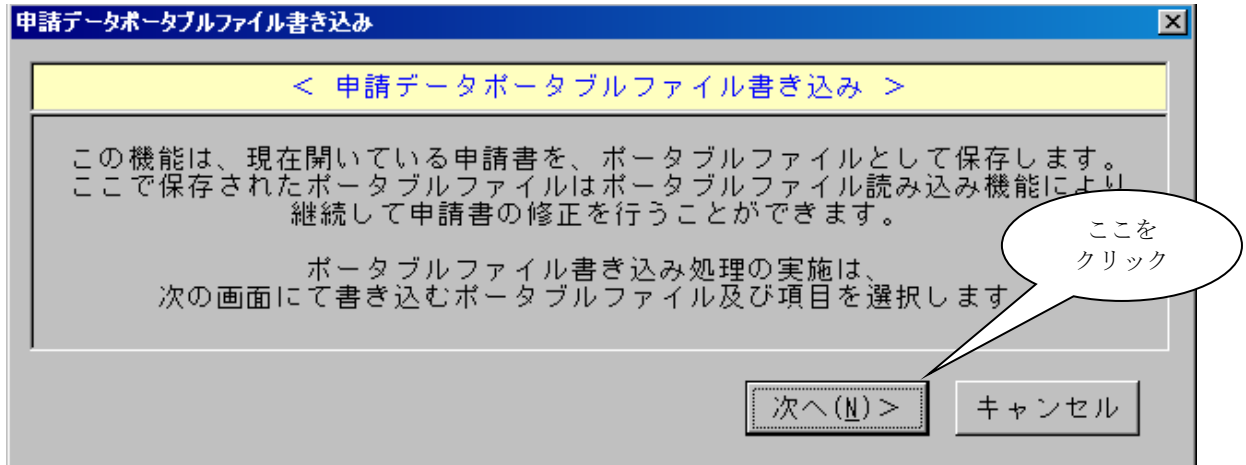 申請データポータブルファイル書き込み
< 申請データポータブルファイル書き込み >
この機能は、現在開いている申請書を、ポータブルファイルとして保存します。
ここで保存されたポータブルファイルはポータブルファイル読み込み機能により
継続して申請書の修正を行うことができます。
ポータブルファイル書き込み処理の実施は、
次の画面にて書き込むポータブルファイル及び項目を選択します
ここを
クリック
次へ(N)>
キャンセル